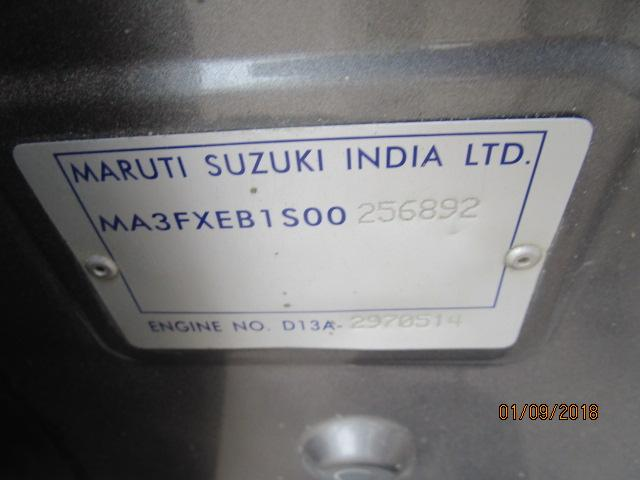 MARUTI SUZUKI INDIA LTD.
MA3FXEB1S00 256892
ENGINE NO. D13A- 2970514
01/09/2018